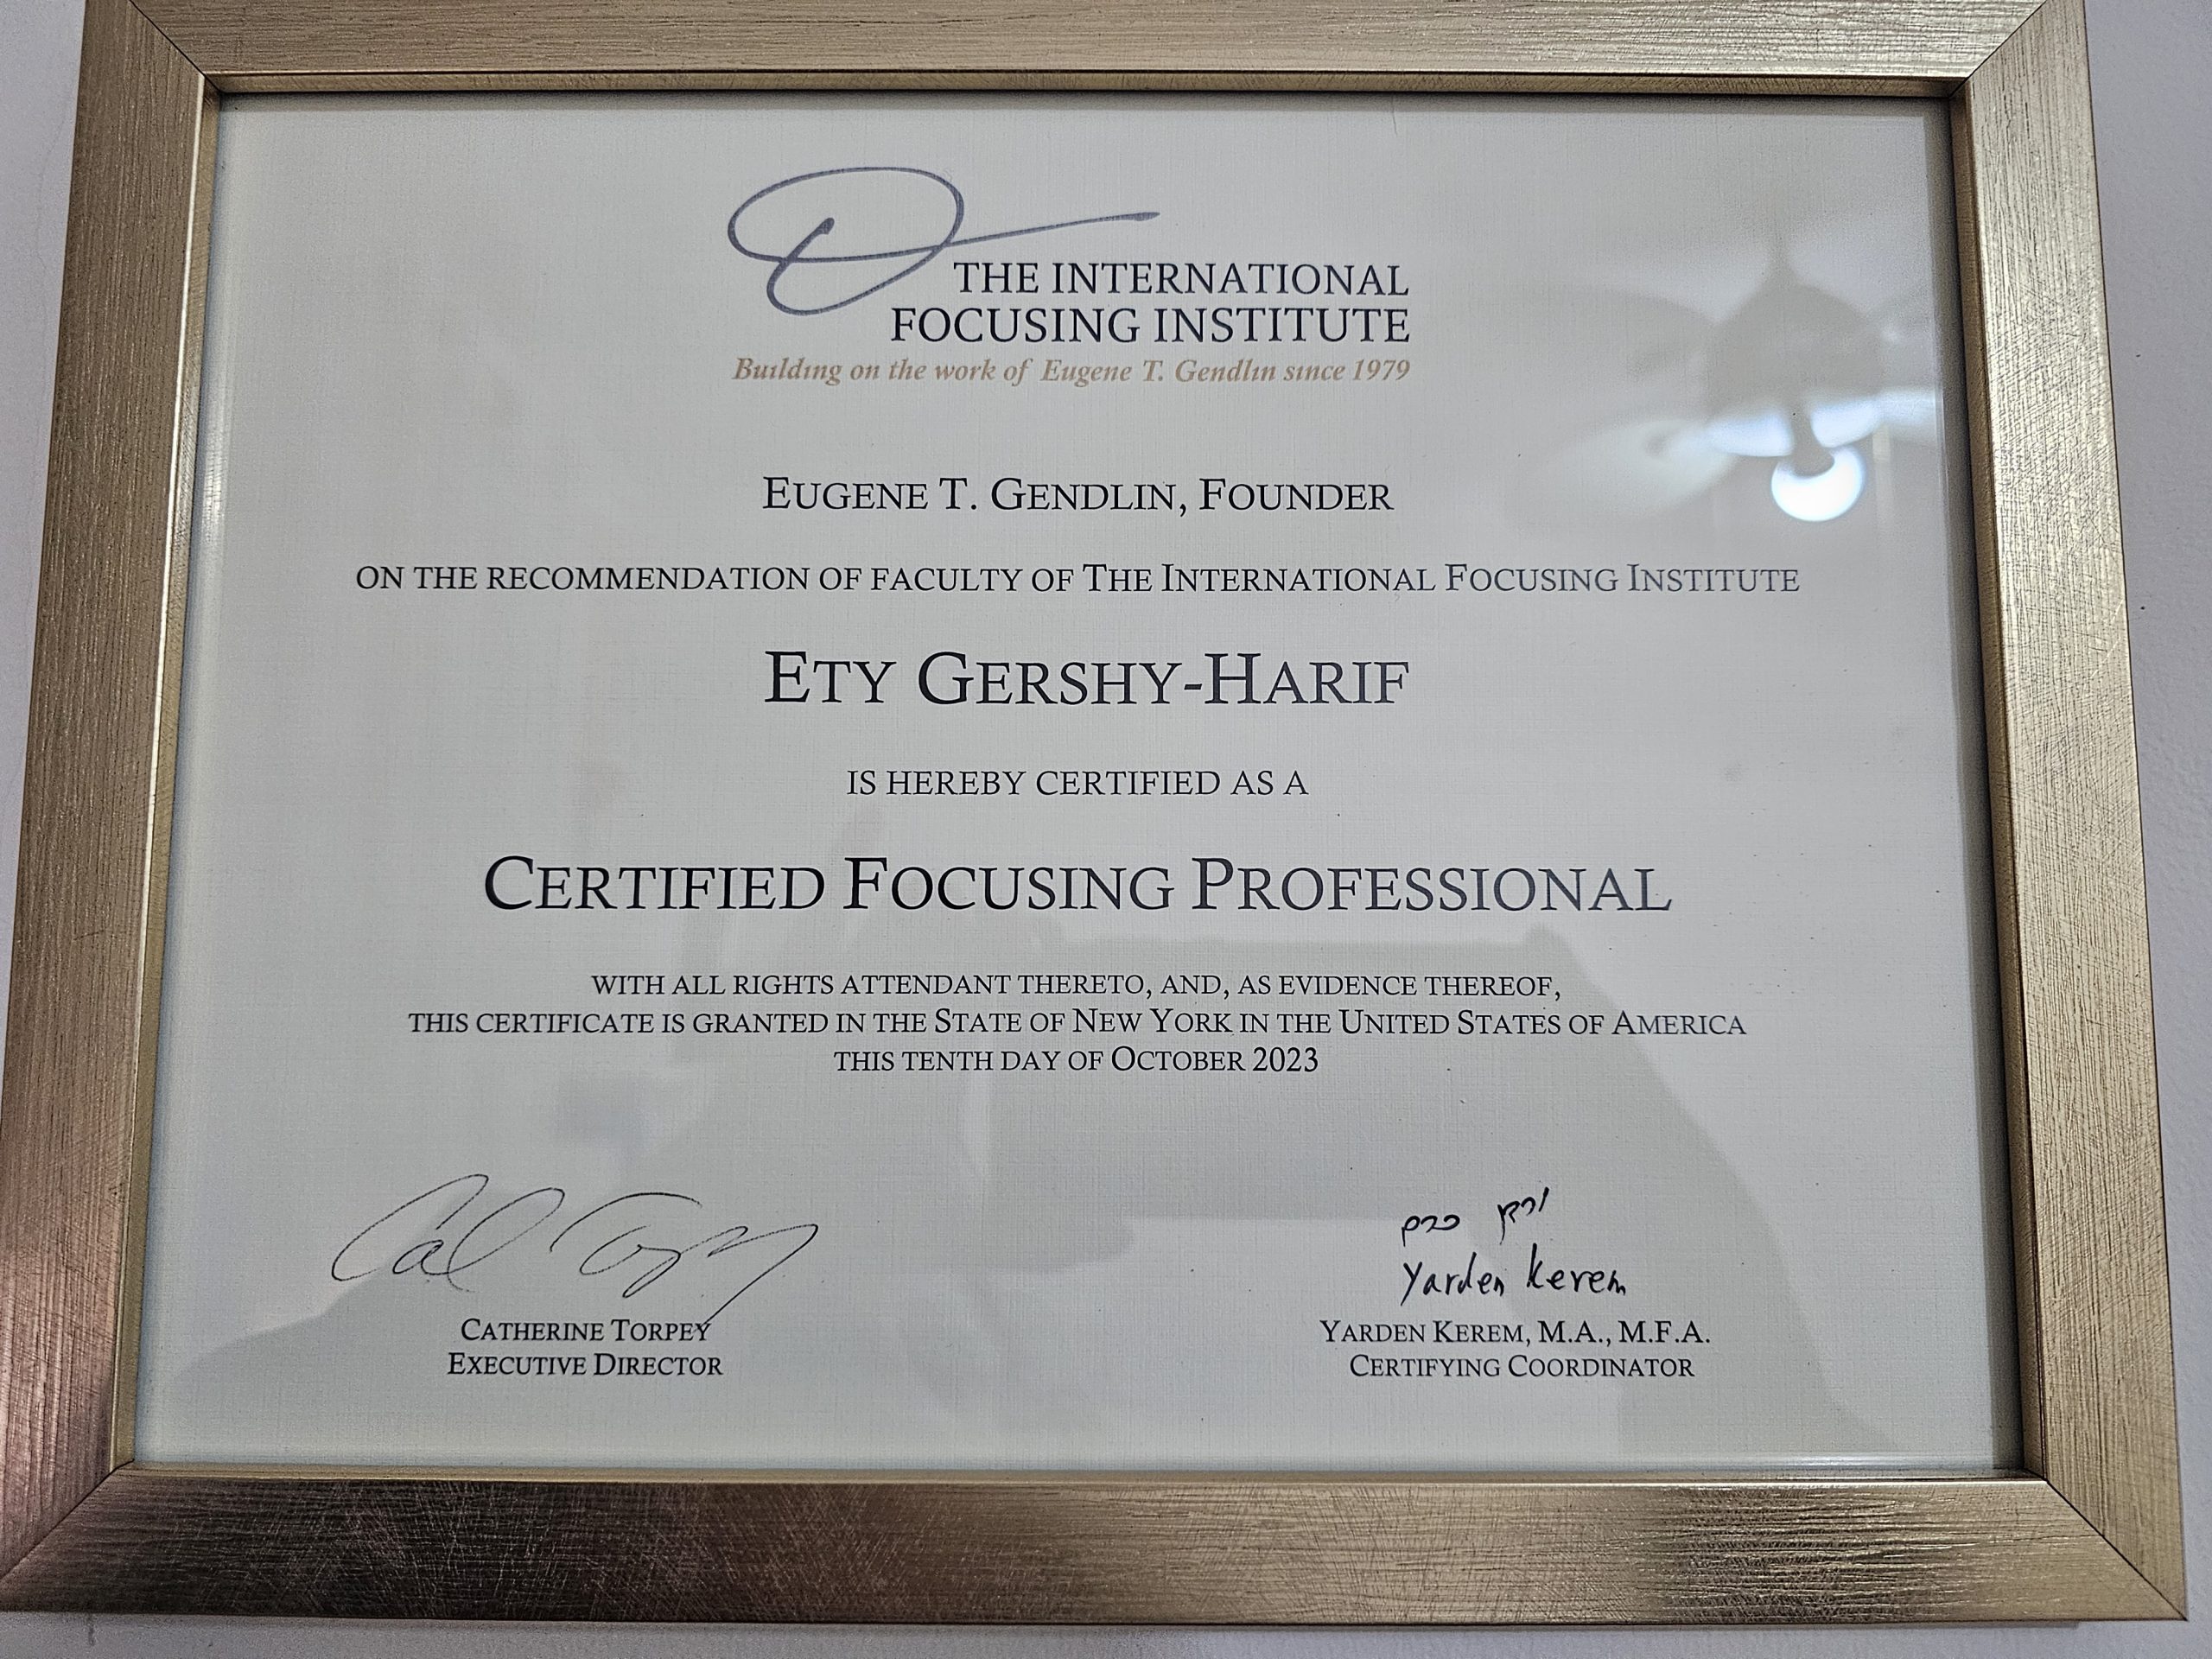 THE INTERNATIONAL
FOCUSING INSTITUTE
Building on the work of Eugene T. Gendlin since 1979
EUGENE T. GENDLIN, FOUNDER
ON THE RECOMMENDATION OF FACULTY OF THE INTERNATIONAL FOCUSING INSTITUTE
ETY GERSHY-HARIF
IS HEREBY CERTIFIED AS A
CERTIFIED FOCUSING PROFESSIONAL
WITH ALL RIGHTS ATTENDANT THERETO, AND, AS EVIDENCE THEREOF,
THIS CERTIFICATE IS GRANTED IN THE STATE OF NEW YORK IN THE UNITED STATES OF AMERICA
THIS TENTH DAY OF OCTOBER 2023
ירדן כרם
Yarden Kerem
CATHERINE TORPEY
EXECUTIVE DIRECTOR
YARDEN KEREM, M.A., M.F.A.
CERTIFYING COORDINATOR